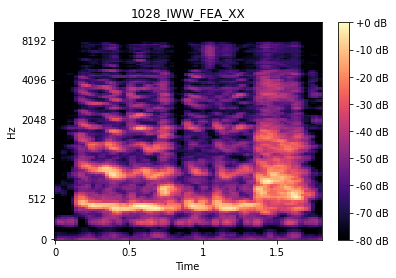 1028_IWW_FEA_XX
+0 dB
8192
-10 dB
-20 dB
4096
-30 dB
2048
Hz
-40 dB
1024
-50 dB
512
-60 dB
-70 dB
0
-80 dB
0
0.5
1
1.5
Time